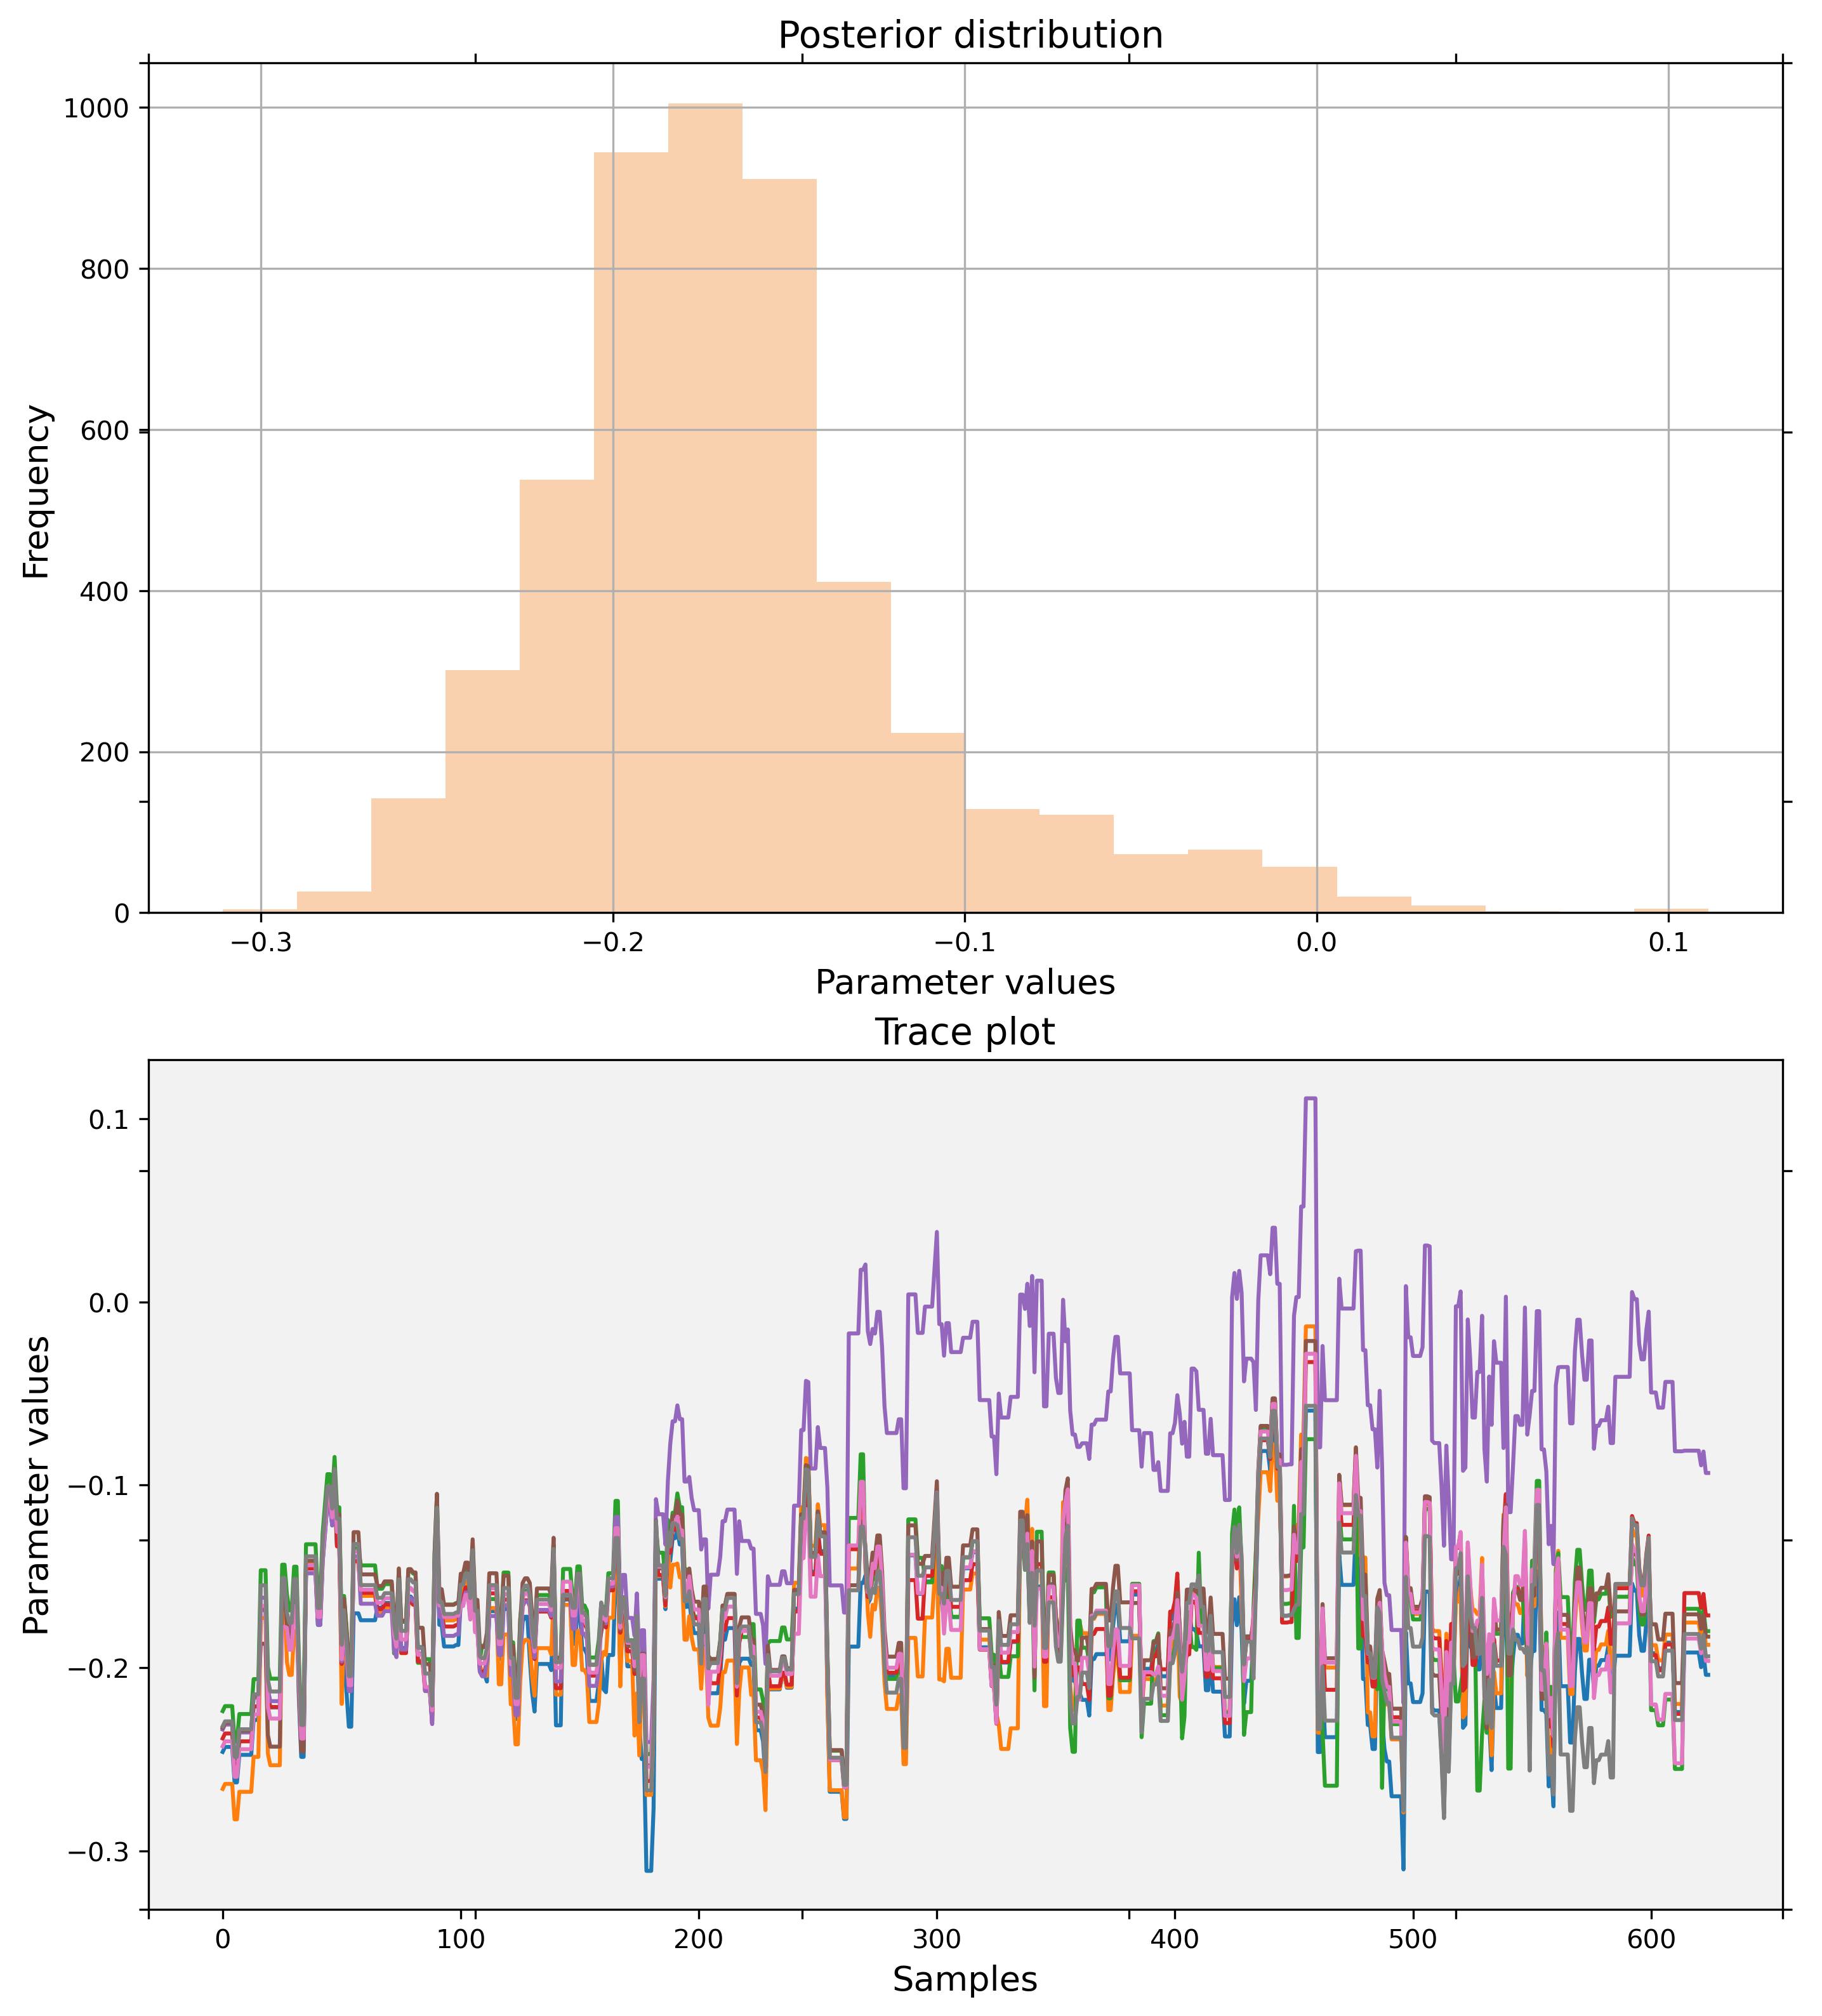 Posterior distribution
1000
800
600
400
200
0
Frequency
−0.3 −0.2 −0.1 0.0 0.1
Parameter values
Trace plot
0.1
0.0
−0.1
−0.2
−0.3
Parameter values
0 100 200 300 400 500 600
Samples